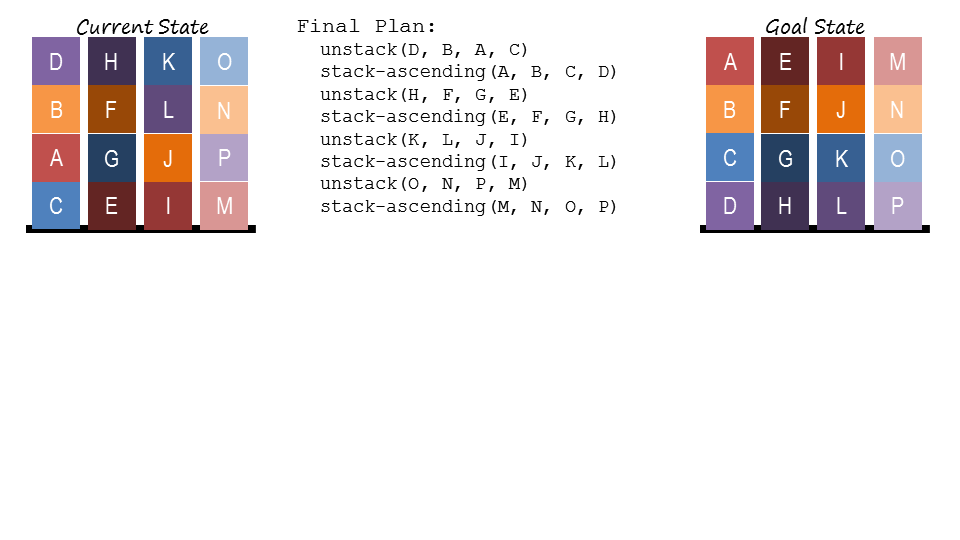 Current State
D H K O
B F L N
A G J P
C E I M
Final Plan:
unstack(D, B, A, C)
stack-ascending(A, B, C, D)
unstack(H, F, G, E)
stack-ascending(E, F, G, H)
unstack(K, L, J, I)
stack-ascending(I, J, K, L)
unstack(O, N, P, M)
stack-ascending(M, N, O, P)
Goal State
A E I M
B F J N
C G K O
D H L P